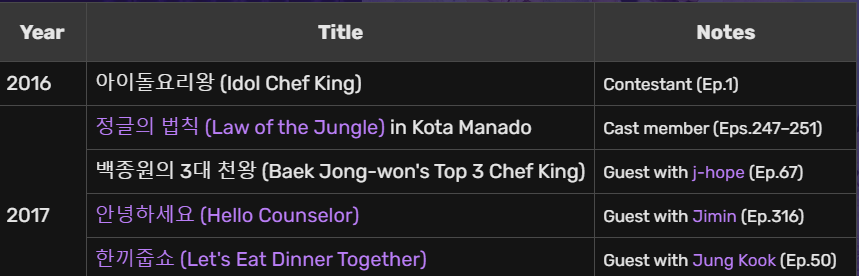 Year Title Notes
2016 아이돌요리왕 (Idol Chef King) Contestant (Ep.1)
정글의 법칙 (Law of the Jungle) in Kota Manado Cast member (Eps.247–251)
백종원의 3대 천왕 (Baek Jong-won's Top 3 Chef King) Guest with j-hope (Ep.67)
2017 안녕하세요 (Hello Counselor) Guest with Jimin (Ep.316)
한끼줍쇼 (Let's Eat Dinner Together) Guest with Jung Kook (Ep.50)